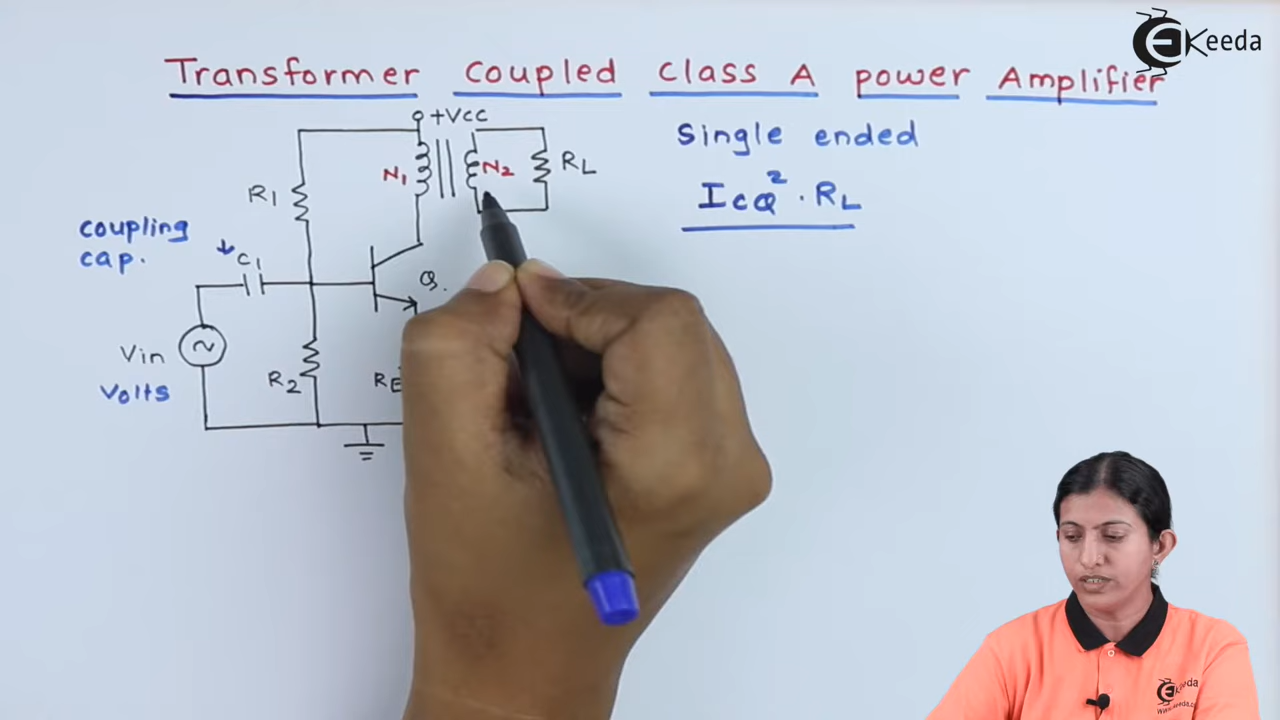 EKeeda
Transformer Coupled Class A power Amplifier
+Vcc
Single ended
N1
N2
RL
R1
ICQ². RL
coupling
cap.
C1
Q.
Vin
Volts
R2
RE
EKeeda